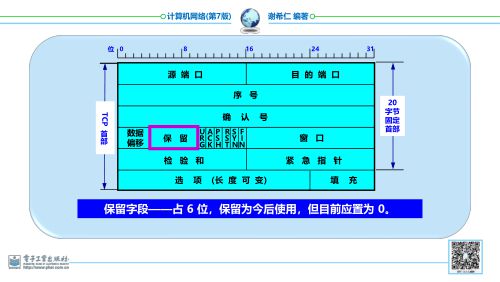 计算机网络(第7版)
谢希仁 编著
位 0 8 16 24 31
源 端 口
目 的 端 口
序 号
确 认 号
数据
偏移
保 留
U A P R S F
R C S S Y I
G K H T N N
窗 口
检 验 和
紧 急 指 针
选 项 (长 度 可 变)
填 充
TCP 首部
20
字节
固定
首部
保留字段——占 6 位，保留为今后使用，但目前应置为 0。
电子工业出版社
http://www.phei.com.cn